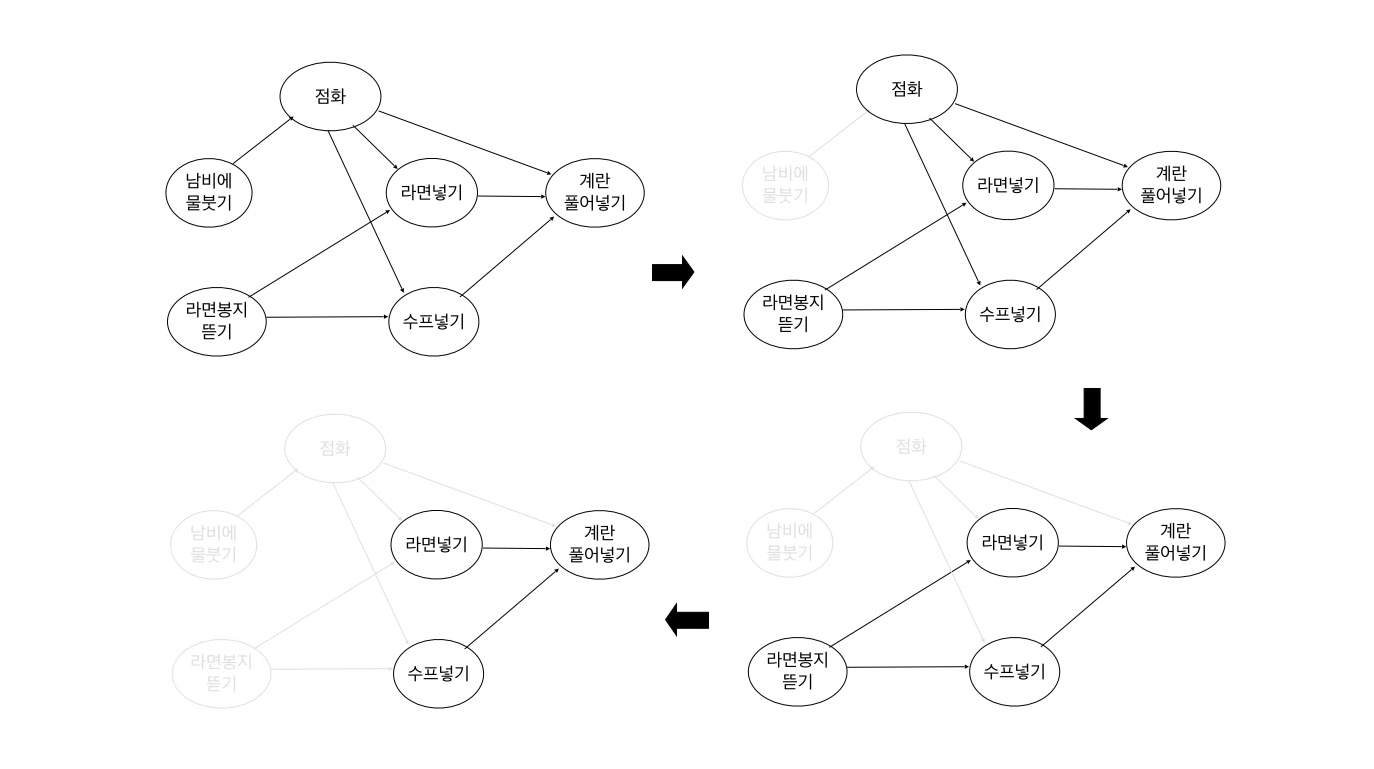 점화
남비에
물붓기
라면넣기
계란
풀어넣기
라면봉지
뜯기
수프넣기
점화
남비에
물붓기
라면넣기
계란
풀어넣기
라면봉지
뜯기
수프넣기
점화
남비에
물붓기
라면넣기
계란
풀어넣기
라면봉지
뜯기
수프넣기
점화
남비에
물붓기
라면넣기
계란
풀어넣기
라면봉지
뜯기
수프넣기